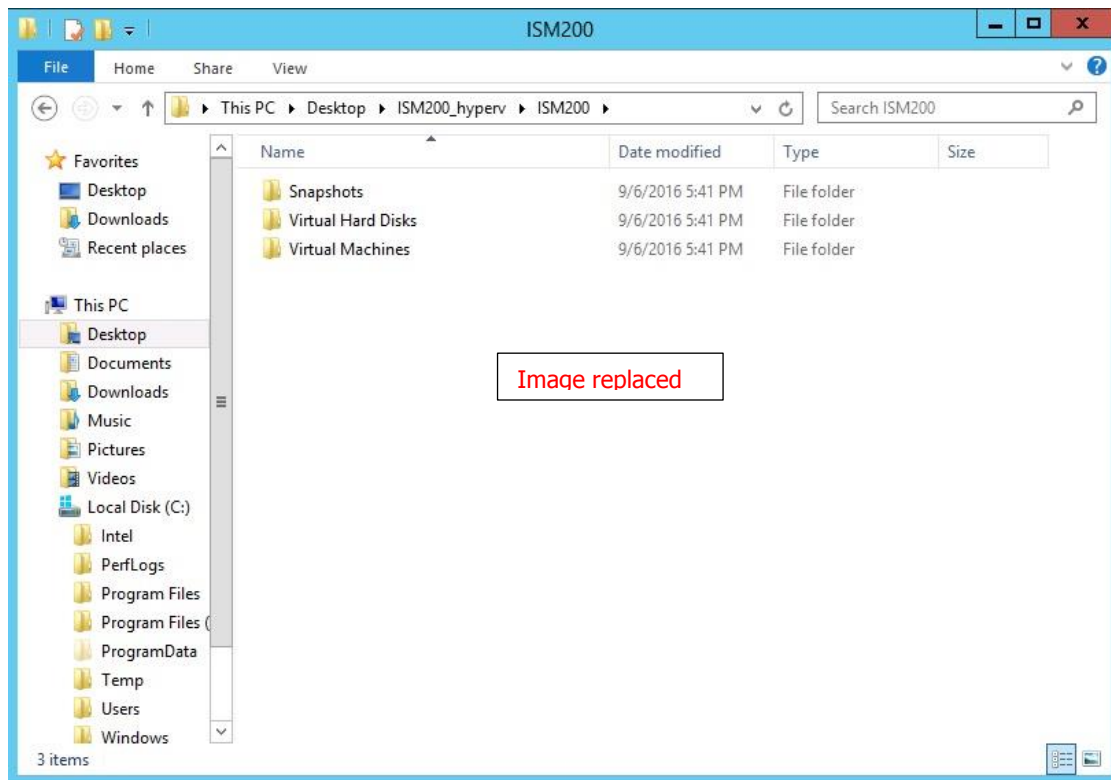 ISM200
File Home Share View
This PC Desktop ISM200_hyperv ISM200
Search ISM200
Name Date modified Type Size
Favorites
Desktop
Downloads
Recent places
This PC
Desktop
Documents
Downloads
Music
Pictures
Videos
Local Disk (C:)
Intel
PerfLogs
Program Files
Program Files (
ProgramData
Temp
Users
Windows
Snapshots 9/6/2016 5:41 PM File folder
Virtual Hard Disks 9/6/2016 5:41 PM File folder
Virtual Machines 9/6/2016 5:41 PM File folder
Image replaced
3 items